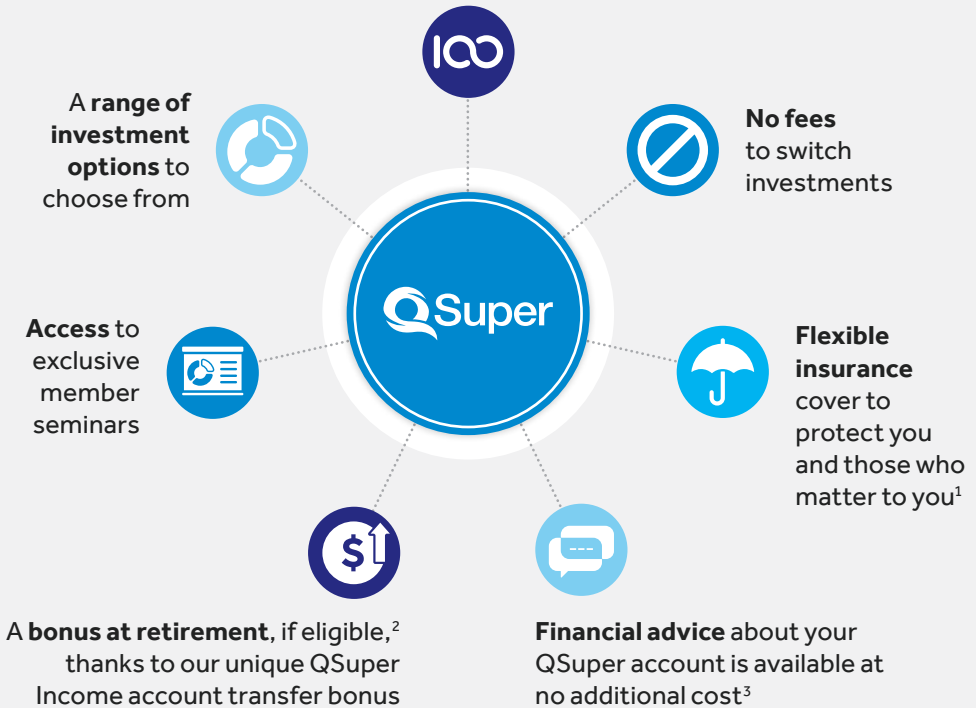 100
A range of
investment
options to
choose from
No fees
to switch
investments
QSuper
Access to
exclusive
member
seminars
Flexible
insurance
cover to
protect you
and those who
matter to you¹
$
A bonus at retirement, if eligible,²
thanks to our unique QSuper
Income account transfer bonus
Financial advice about your
QSuper account is available at
no additional cost³